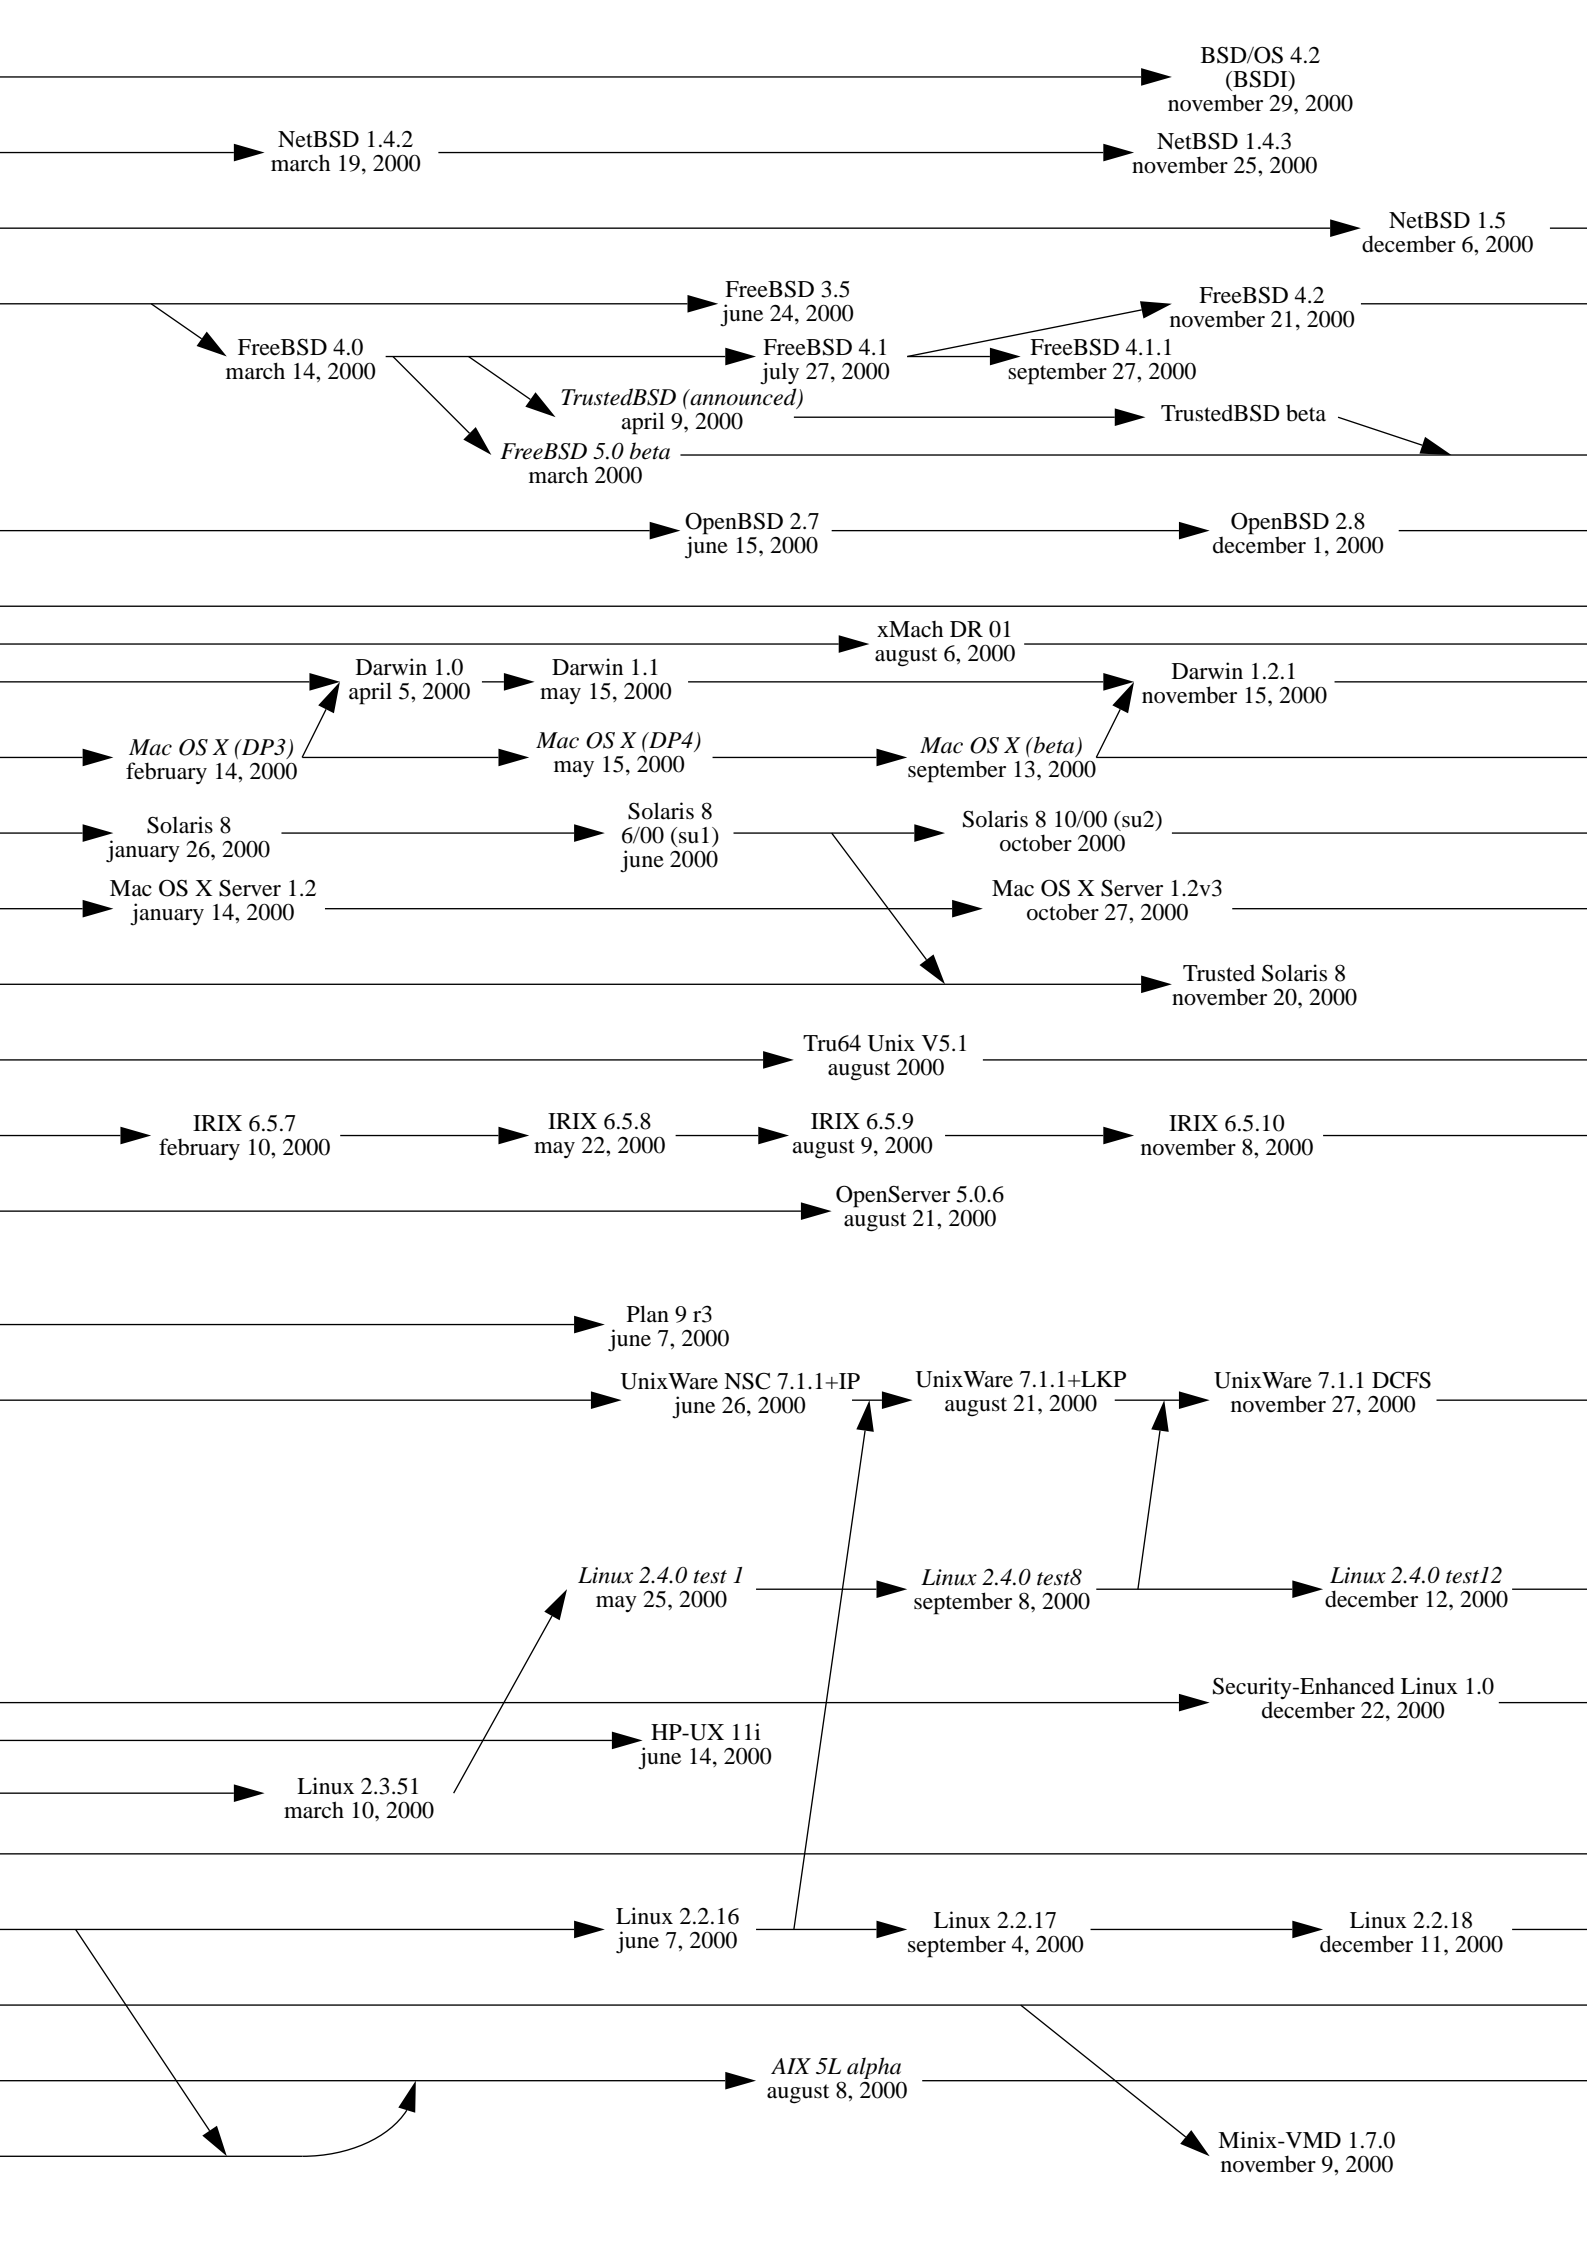 BSD/OS 4.2
(BSDI)
november 29, 2000
NetBSD 1.4.2
march 19, 2000
NetBSD 1.4.3
november 25, 2000
NetBSD 1.5
december 6, 2000
FreeBSD 3.5
june 24, 2000
FreeBSD 4.2
november 21, 2000
FreeBSD 4.0
march 14, 2000
FreeBSD 4.1
july 27, 2000
FreeBSD 4.1.1
september 27, 2000
TrustedBSD (announced)
april 9, 2000
TrustedBSD beta
FreeBSD 5.0 beta
march 2000
OpenBSD 2.7
june 15, 2000
OpenBSD 2.8
december 1, 2000
xMach DR 01
august 6, 2000
Darwin 1.0
april 5, 2000
Darwin 1.1
may 15, 2000
Darwin 1.2.1
november 15, 2000
Mac OS X (DP3)
february 14, 2000
Mac OS X (DP4)
may 15, 2000
Mac OS X (beta)
september 13, 2000
Solaris 8
january 26, 2000
Solaris 8
6/00 (su1)
june 2000
Solaris 8 10/00 (su2)
october 2000
Mac OS X Server 1.2
january 14, 2000
Mac OS X Server 1.2v3
october 27, 2000
Trusted Solaris 8
november 20, 2000
Tru64 Unix V5.1
august 2000
IRIX 6.5.7
february 10, 2000
IRIX 6.5.8
may 22, 2000
IRIX 6.5.9
august 9, 2000
IRIX 6.5.10
november 8, 2000
OpenServer 5.0.6
august 21, 2000
Plan 9 r3
june 7, 2000
UnixWare NSC 7.1.1+IP
june 26, 2000
UnixWare 7.1.1+LKP
august 21, 2000
UnixWare 7.1.1 DCFS
november 27, 2000
Linux 2.4.0 test 1
may 25, 2000
Linux 2.4.0 test8
september 8, 2000
Linux 2.4.0 test12
december 12, 2000
Security-Enhanced Linux 1.0
december 22, 2000
HP-UX 11i
june 14, 2000
Linux 2.3.51
march 10, 2000
Linux 2.2.16
june 7, 2000
Linux 2.2.17
september 4, 2000
Linux 2.2.18
december 11, 2000
AIX 5L alpha
august 8, 2000
Minix-VMD 1.7.0
november 9, 2000